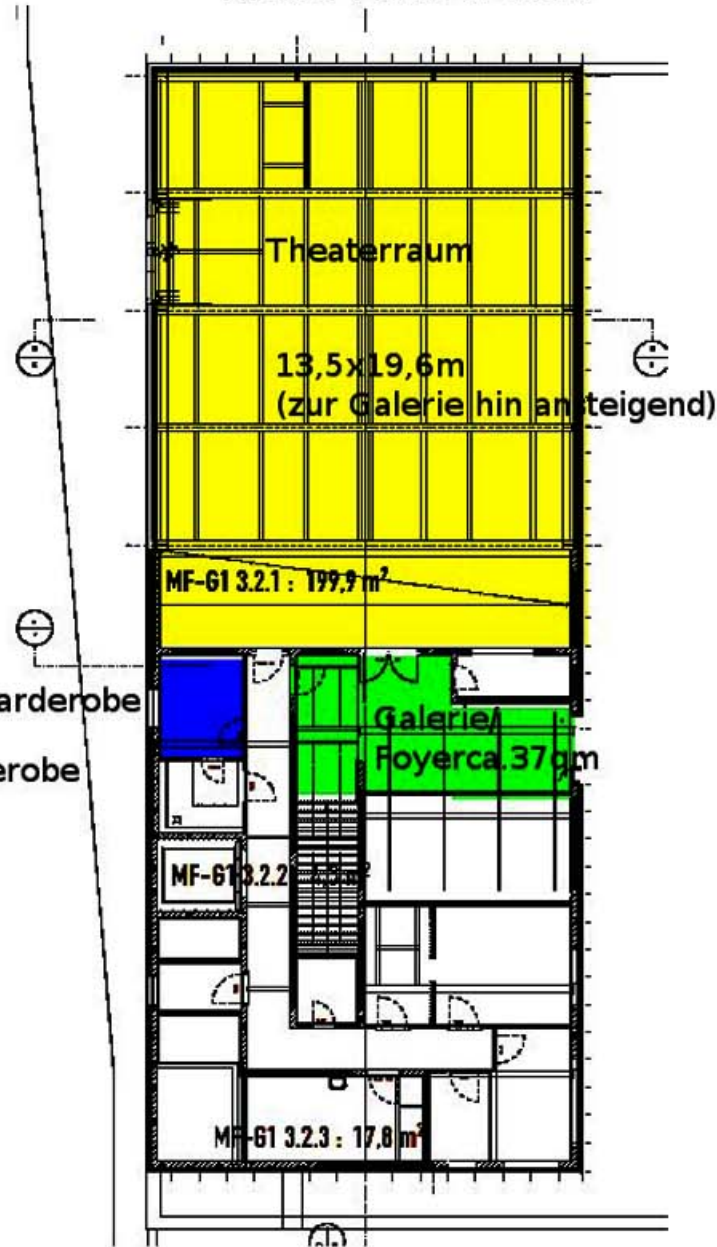 Theaterraum
13,5x19,6m
(zur Galerie hin ansteigend)
MF-G1 3.2.1 : 199,9 m²
arderobe
Galerie/
Foyerca.37qm
erobe
MF-G1 3.2.2
MF-G1 3.2.3 : 17,8 m²